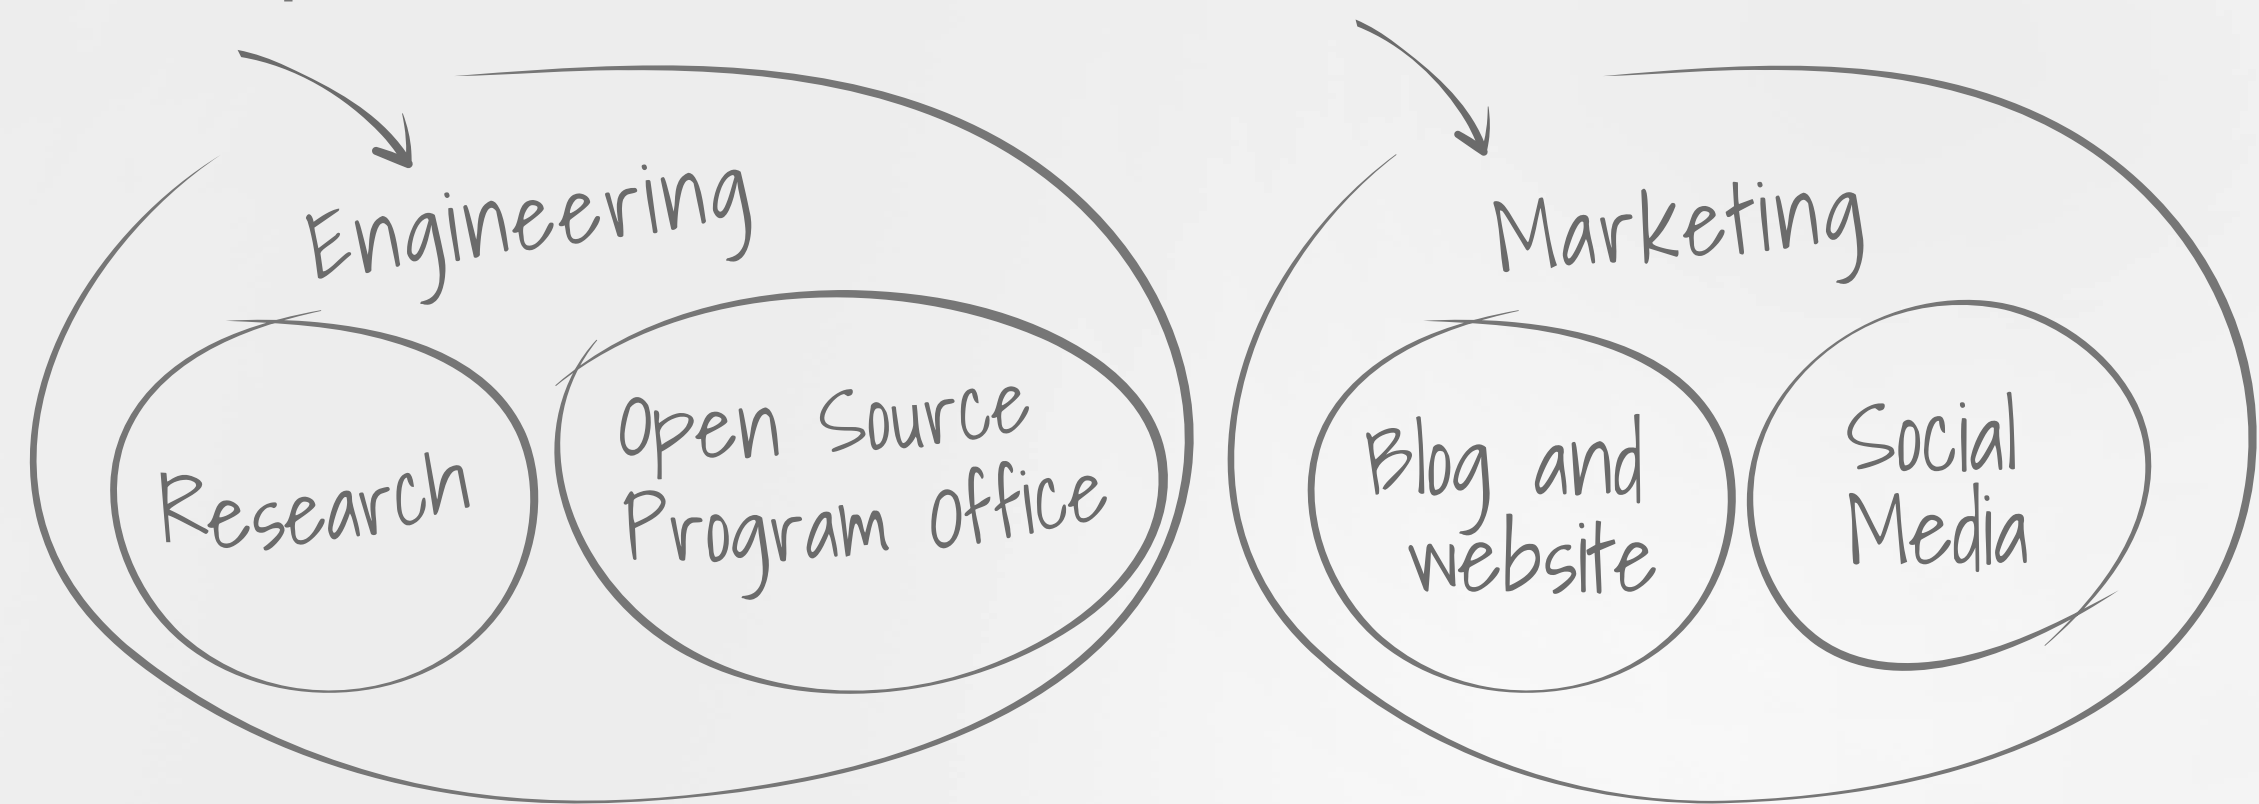 Engineering
Research
Open Source
Program Office
Marketing
Blog and
website
Social
Media